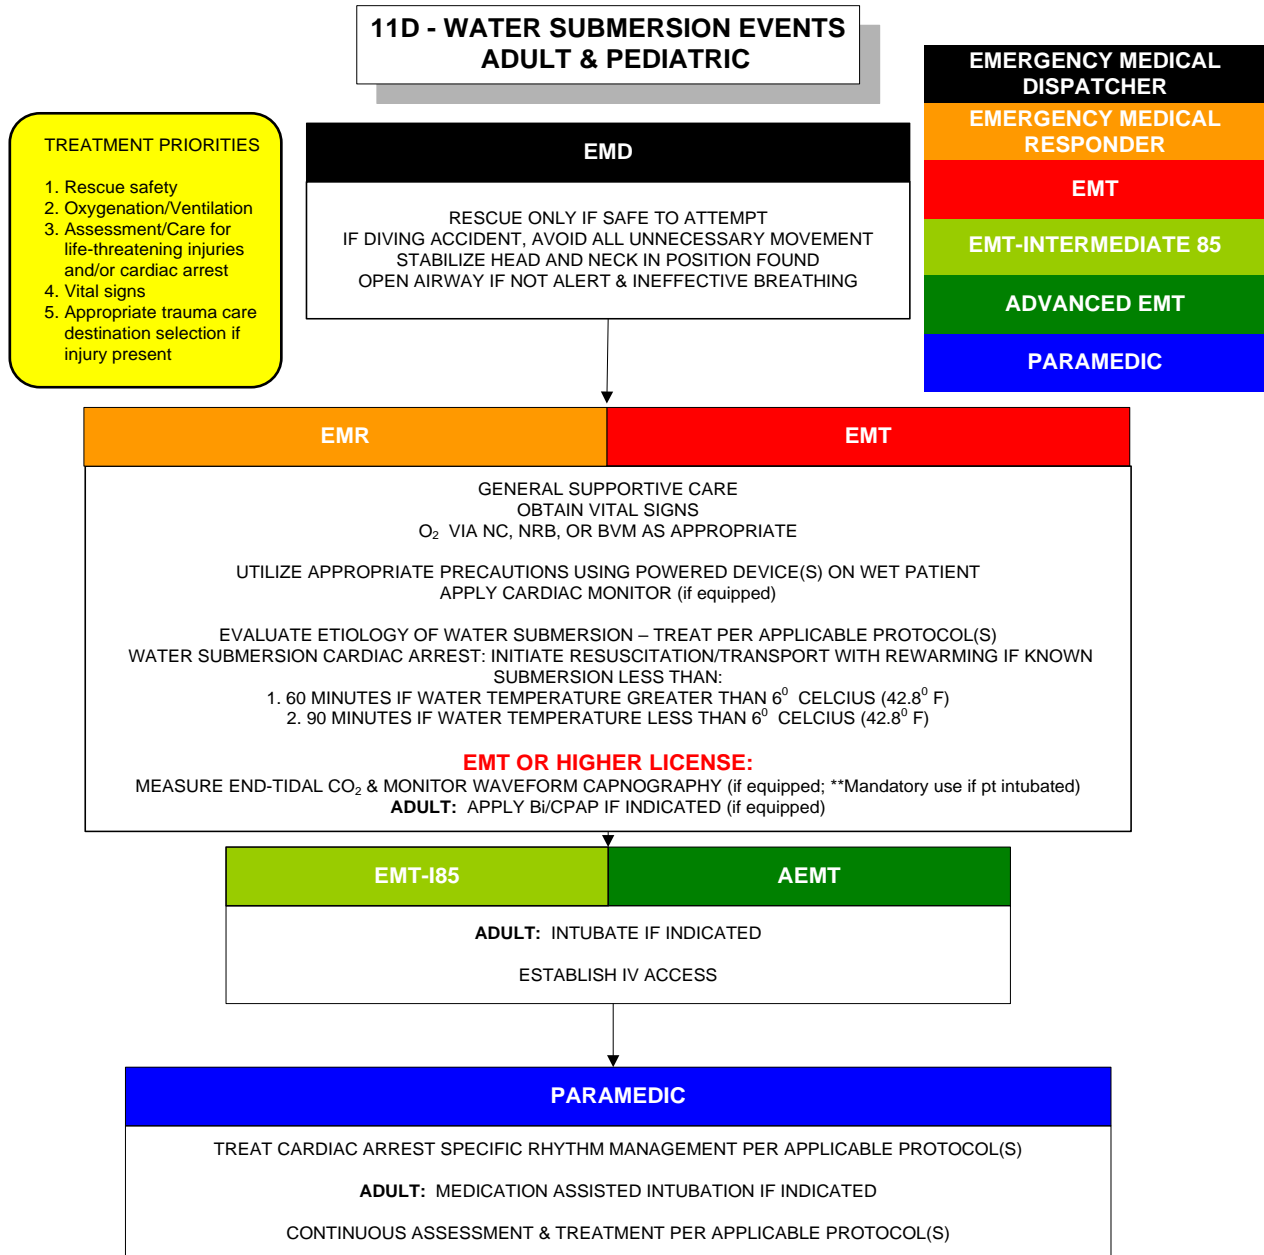 11D - WATER SUBMERSION EVENTS
ADULT & PEDIATRIC
EMERGENCY MEDICAL
DISPATCHER
EMERGENCY MEDICAL
RESPONDER
EMT
EMT-INTERMEDIATE 85
ADVANCED EMT
PARAMEDIC
TREATMENT PRIORITIES
1. Rescue safety
2. Oxygenation/Ventilation
3. Assessment/Care for
life-threatening injuries
and/or cardiac arrest
4. Vital signs
5. Appropriate trauma care
destination selection if
injury present
EMD
RESCUE ONLY IF SAFE TO ATTEMPT
IF DIVING ACCIDENT, AVOID ALL UNNECESSARY MOVEMENT
STABILIZE HEAD AND NECK IN POSITION FOUND
OPEN AIRWAY IF NOT ALERT & INEFFECTIVE BREATHING
EMR
EMT
GENERAL SUPPORTIVE CARE
OBTAIN VITAL SIGNS
O₂ VIA NC, NRB, OR BVM AS APPROPRIATE
UTILIZE APPROPRIATE PRECAUTIONS USING POWERED DEVICE(S) ON WET PATIENT
APPLY CARDIAC MONITOR (if equipped)
EVALUATE ETIOLOGY OF WATER SUBMERSION – TREAT PER APPLICABLE PROTOCOL(S)
WATER SUBMERSION CARDIAC ARREST: INITIATE RESUSCITATION/TRANSPORT WITH REWARMING IF KNOWN
SUBMERSION LESS THAN:
1. 60 MINUTES IF WATER TEMPERATURE GREATER THAN 6⁰ CELCIUS (42.8⁰ F)
2. 90 MINUTES IF WATER TEMPERATURE LESS THAN 6⁰ CELCIUS (42.8⁰ F)
EMT OR HIGHER LICENSE:
MEASURE END-TIDAL CO₂ & MONITOR WAVEFORM CAPNOGRAPHY (if equipped; **Mandatory use if pt intubated)
ADULT: APPLY Bi/CPAP IF INDICATED (if equipped)
EMT-I85
AEMT
ADULT: INTUBATE IF INDICATED
ESTABLISH IV ACCESS
PARAMEDIC
TREAT CARDIAC ARREST SPECIFIC RHYTHM MANAGEMENT PER APPLICABLE PROTOCOL(S)
ADULT: MEDICATION ASSISTED INTUBATION IF INDICATED
CONTINUOUS ASSESSMENT & TREATMENT PER APPLICABLE PROTOCOL(S)